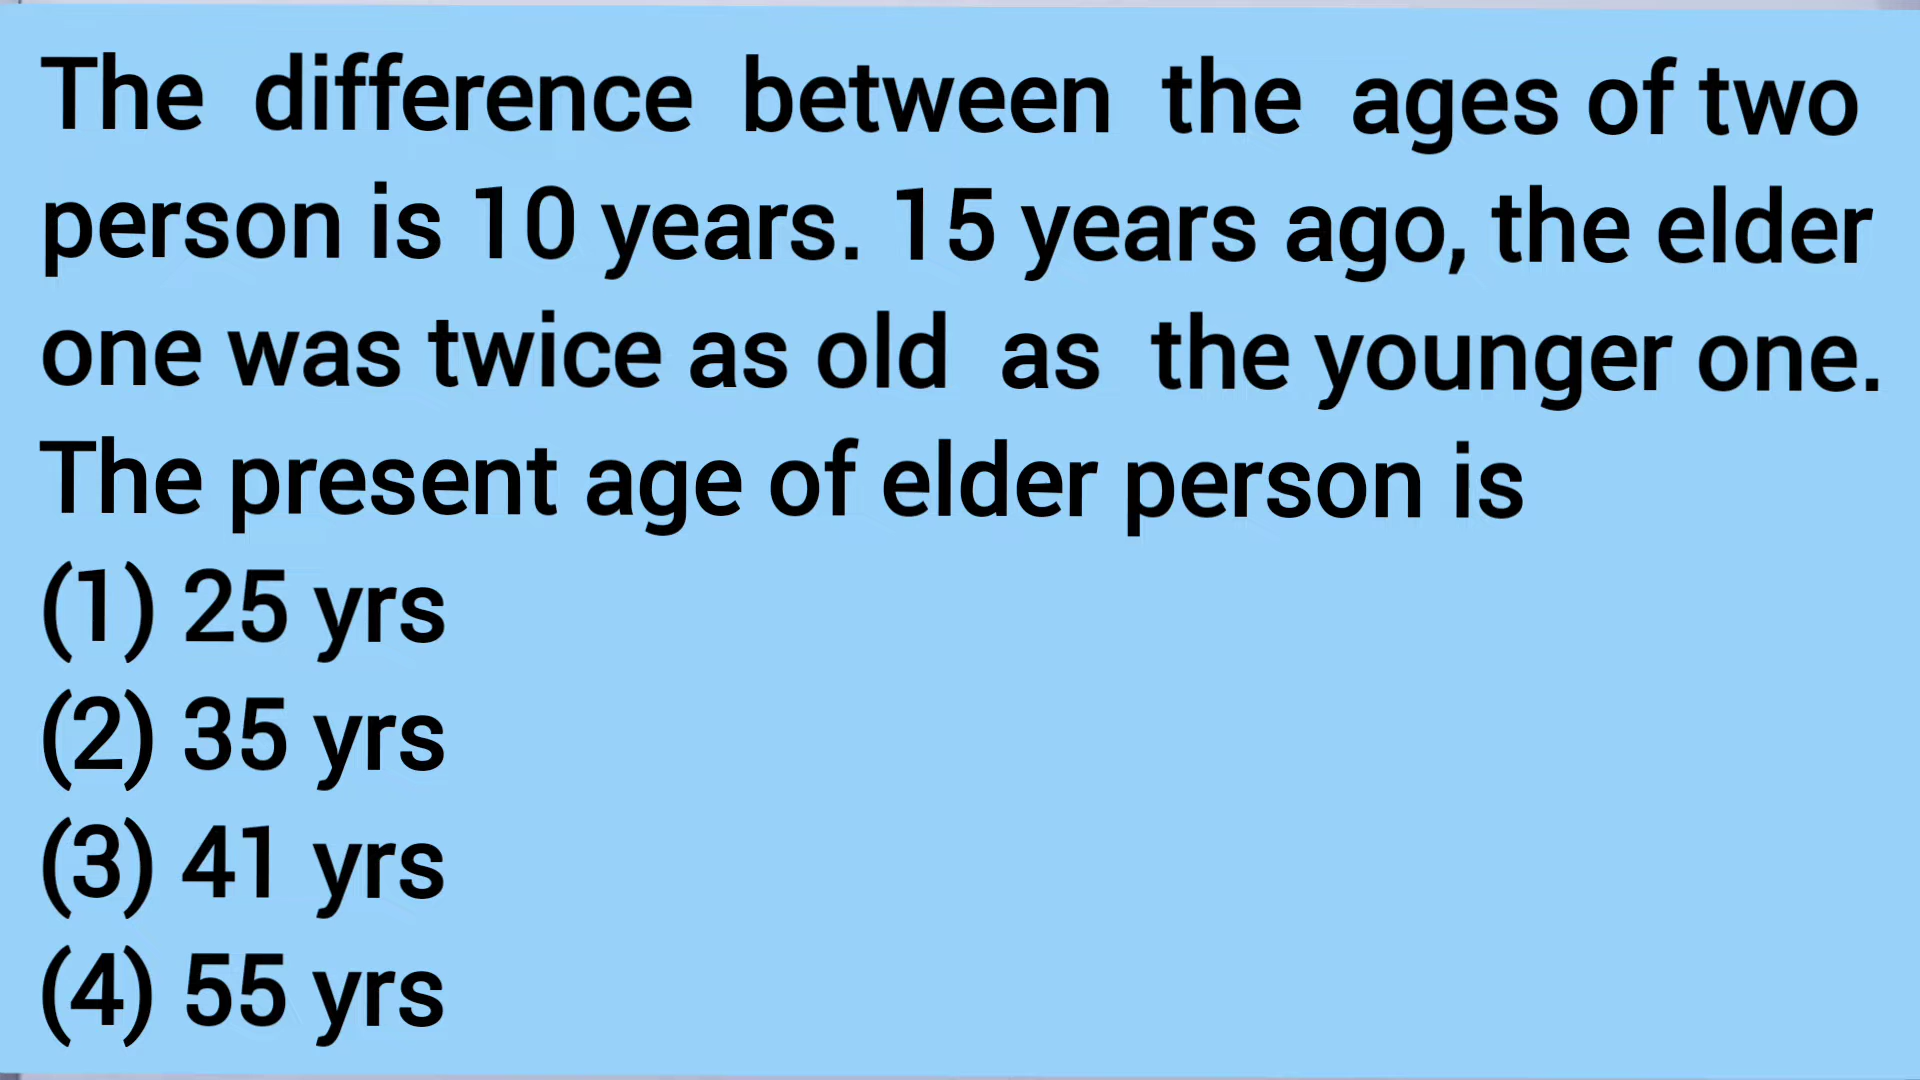 The difference between the ages of two
person is 10 years. 15 years ago, the elder
one was twice as old as the younger one.
The present age of elder person is
(1) 25 yrs
(2) 35 yrs
(3) 41 yrs
(4) 55 yrs